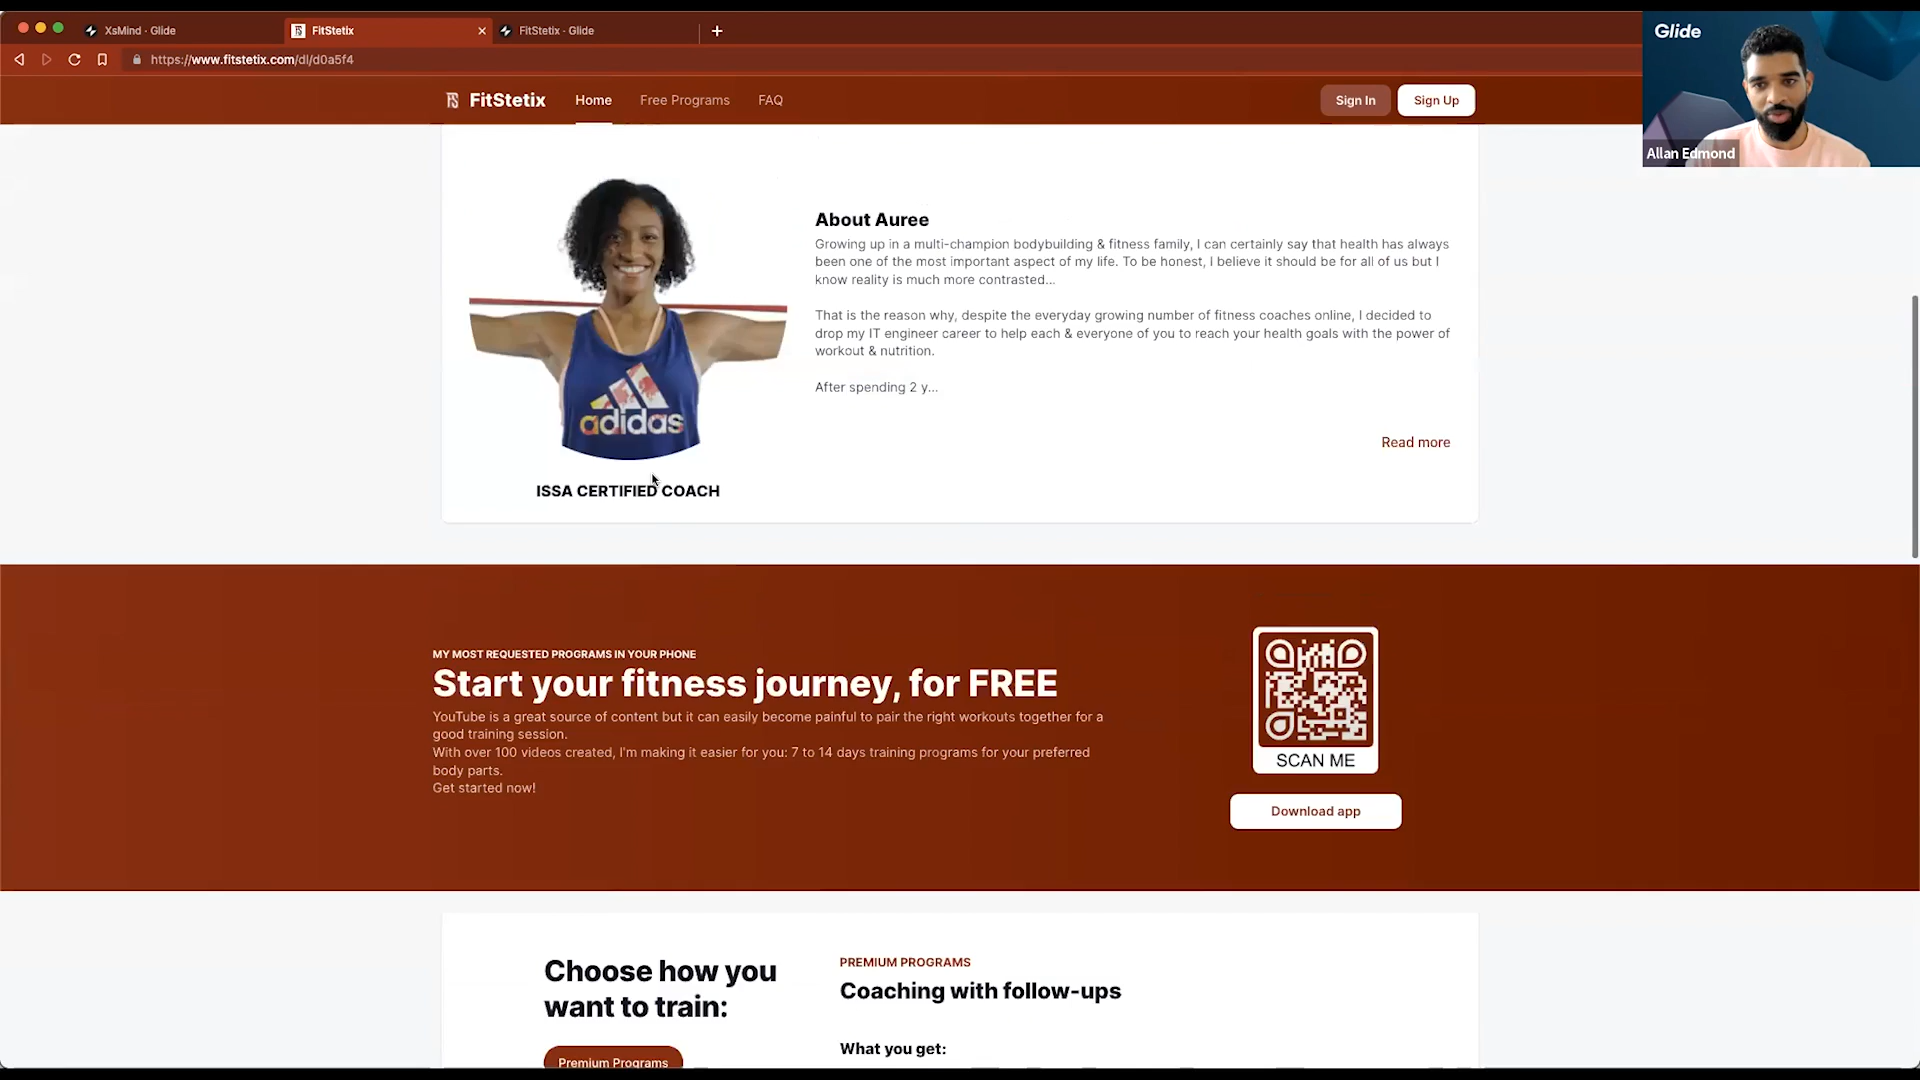 XsMind · Glide
FitStetix
FitStetix · Glide
https://www.fitstetix.com/dl/d0a5f4
Glide
Allan Edmond
FitStetix
Home
Free Programs
FAQ
Sign In
Sign Up
adidas
ISSA CERTIFIED COACH
About Auree
Growing up in a multi-champion bodybuilding & fitness family, I can certainly say that health has always
been one of the most important aspect of my life. To be honest, I believe it should be for all of us but I
know reality is much more contrasted...
That is the reason why, despite the everyday growing number of fitness coaches online, I decided to
drop my IT engineer career to help each & everyone of you to reach your health goals with the power of
workout & nutrition.
After spending 2 y...
Read more
MY MOST REQUESTED PROGRAMS IN YOUR PHONE
Start your fitness journey, for FREE
YouTube is a great source of content but it can easily become painful to pair the right workouts together for a
good training session.
With over 100 videos created, I'm making it easier for you: 7 to 14 days training programs for your preferred
body parts.
Get started now!
SCAN ME
Download app
Choose how you
want to train:
Premium Programs
PREMIUM PROGRAMS
Coaching with follow-ups
What you get: